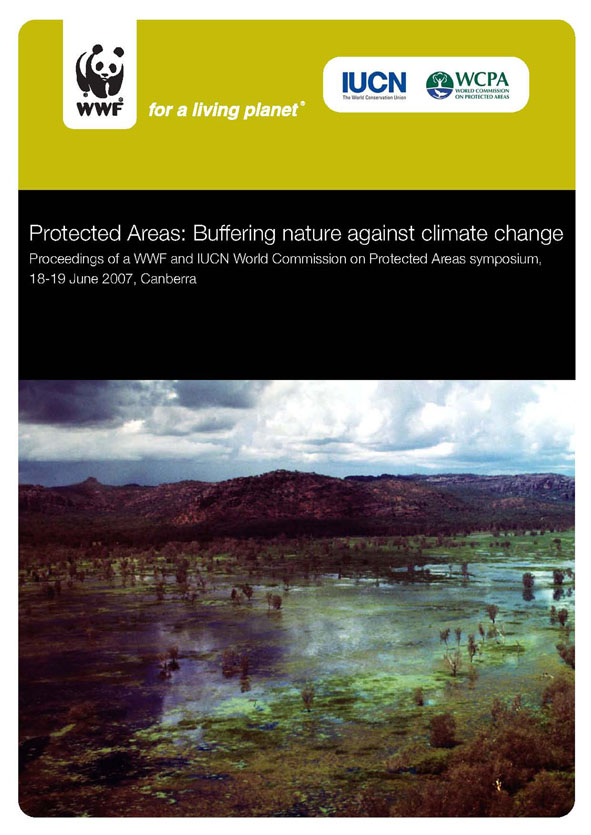 WWF
®
for a living planet®
IUCN
The World Conservation Union
WCPA
WORLD COMMISSION
ON PROTECTED AREAS
Protected Areas: Buffering nature against climate change
Proceedings of a WWF and IUCN World Commission on Protected Areas symposium,
18-19 June 2007, Canberra